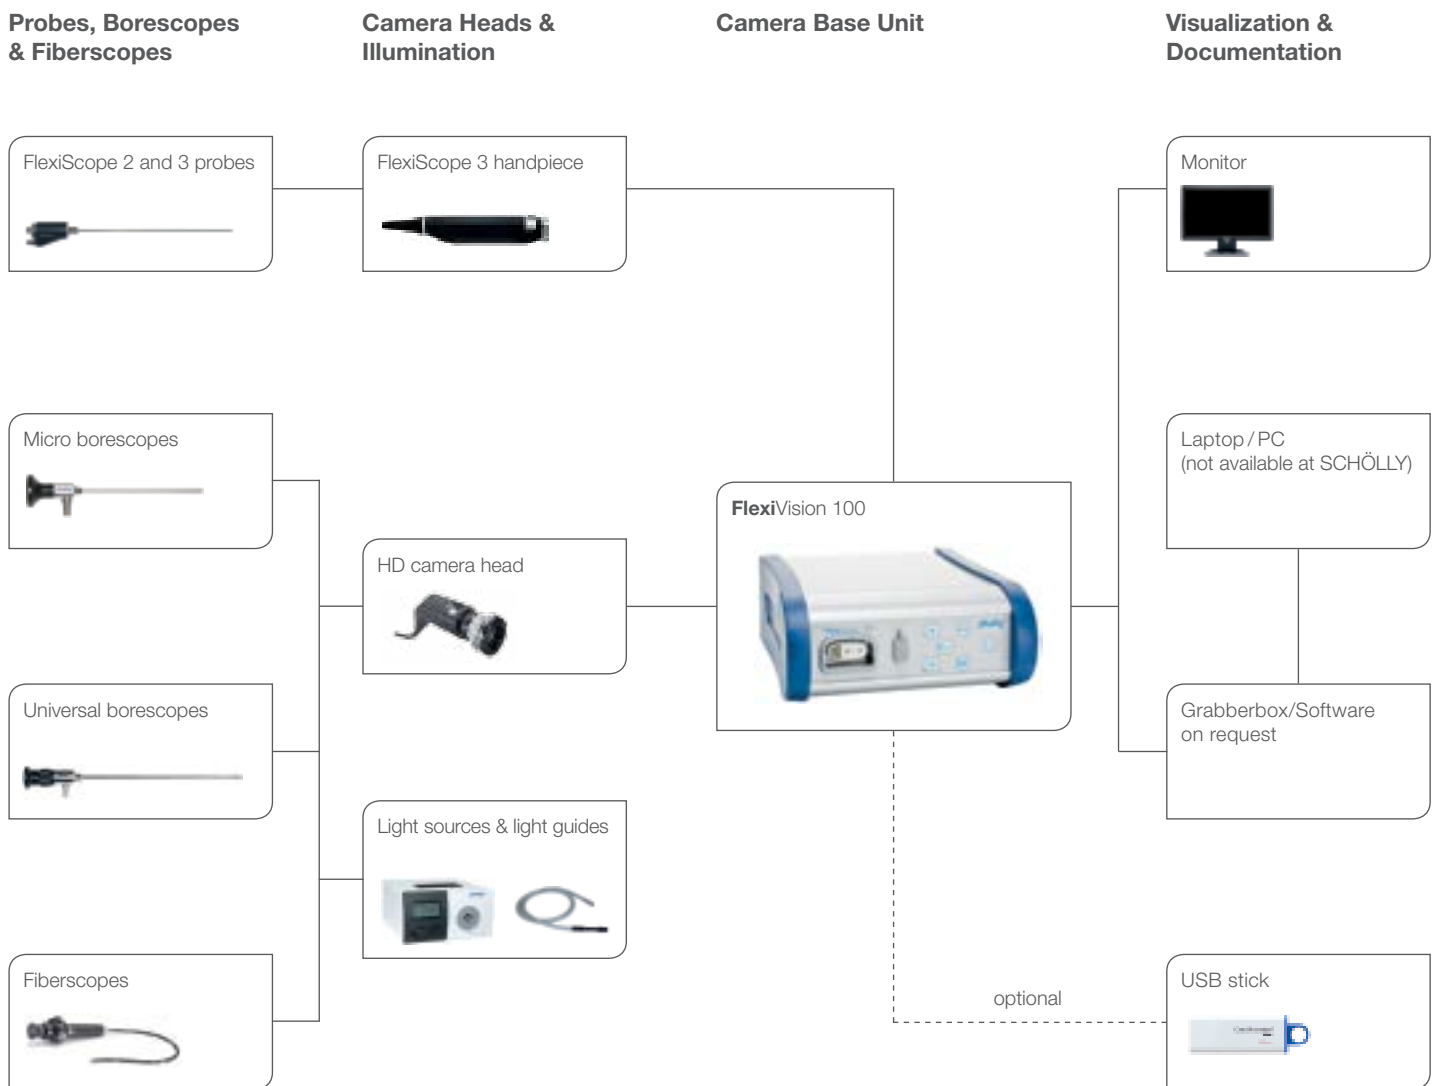 Probes, Borescopes
& Fiberscopes
Camera Heads &
Illumination
Camera Base Unit
Visualization &
Documentation
FlexiScope 2 and 3 probes
FlexiScope 3 handpiece
Monitor
Micro borescopes
Laptop / PC
(not available at SCHÖLLY)
FlexiVision 100
HD camera head
Universal borescopes
Grabberbox/Software
on request
Light sources & light guides
Fiberscopes
optional
USB stick